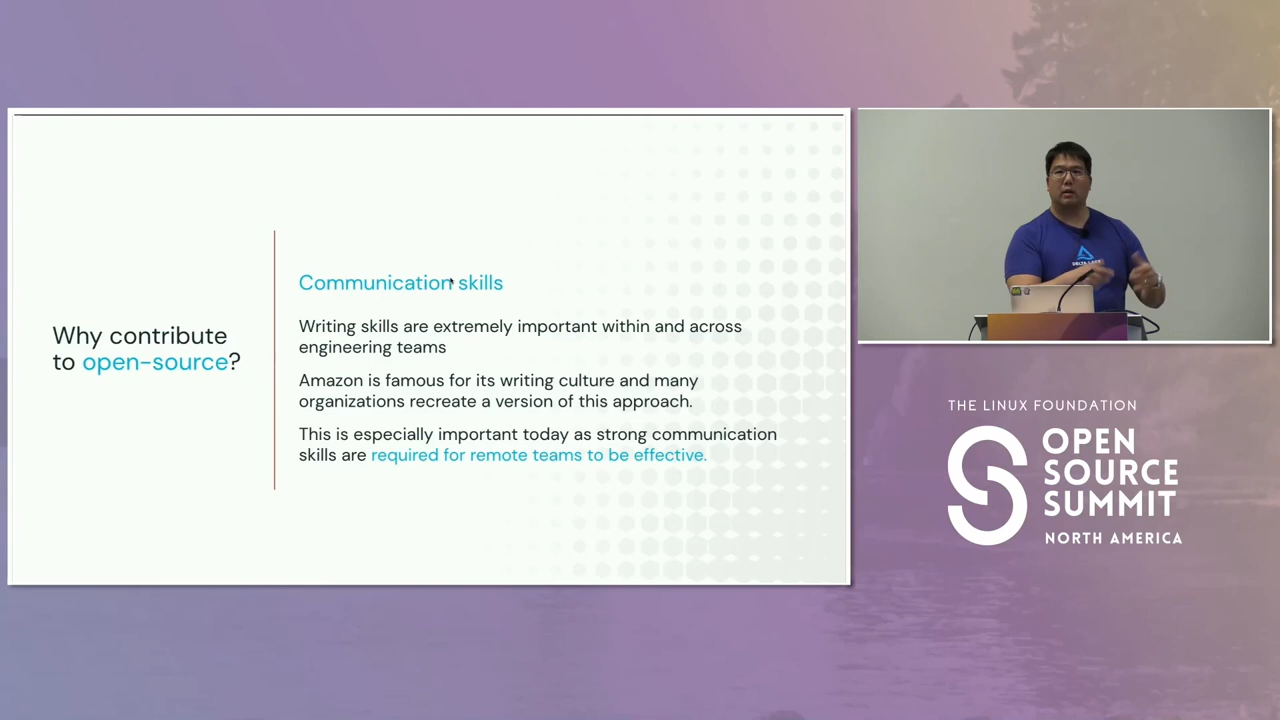 Why contribute
to open-source?
Communication skills
Writing skills are extremely important within and across
engineering teams
Amazon is famous for its writing culture and many
organizations recreate a version of this approach.
This is especially important today as strong communication
skills are required for remote teams to be effective.
THE LINUX FOUNDATION
OPEN
SOURCE
SUMMIT
NORTH AMERICA